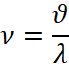 ν = ϑ / λ